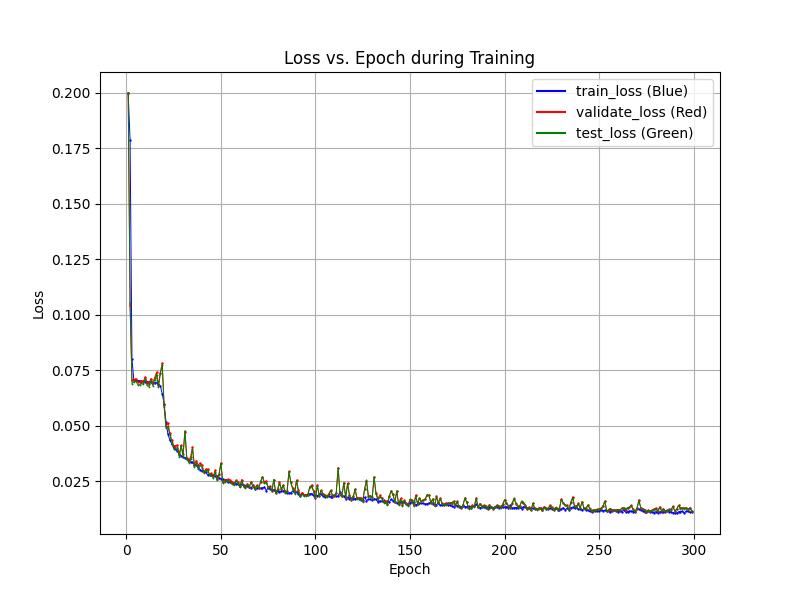 Loss vs. Epoch during Training
train_loss (Blue)
validate_loss (Red)
test_loss (Green)
0.200
0.175
0.150
0.125
0.100
0.075
0.050
0.025
Loss
0
50
100
150
200
250
300
Epoch